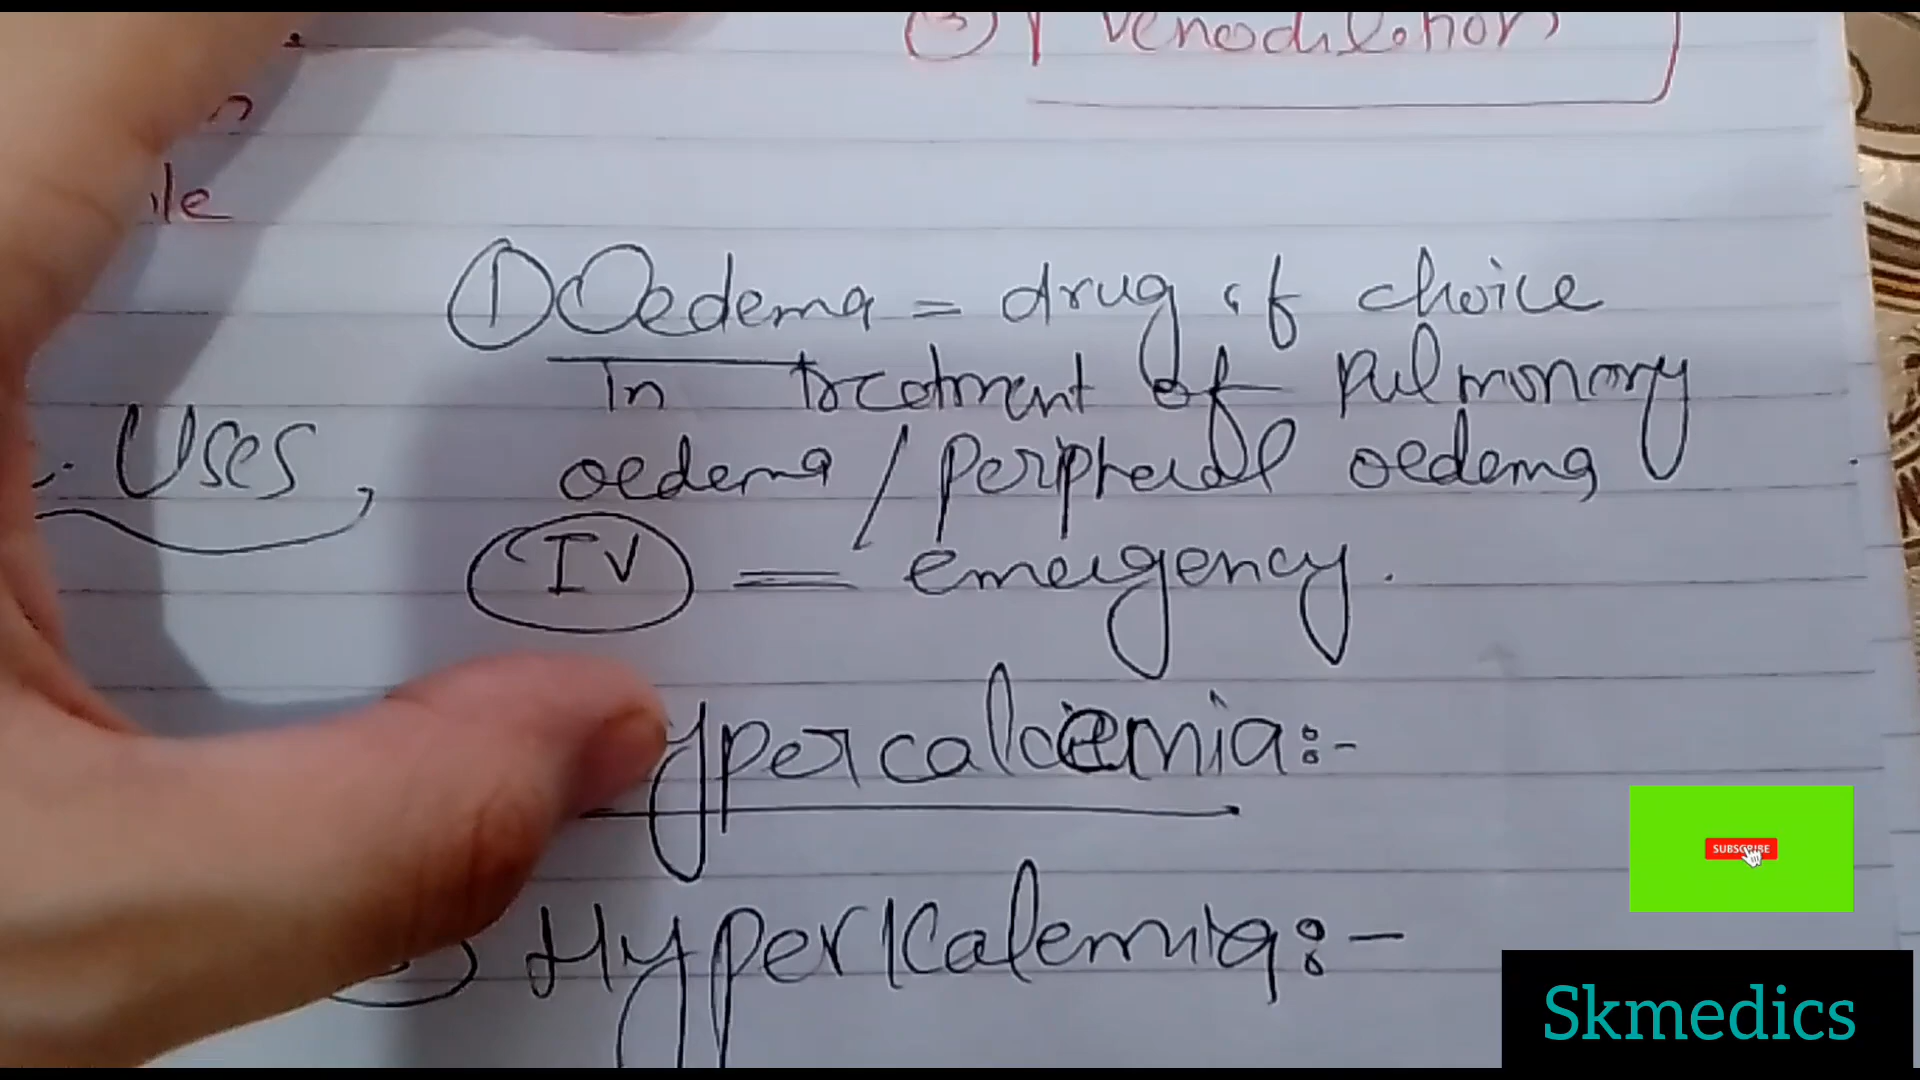 ③ venodilation
n
ile
① Oedema = drug of choice
In treatment of pulmonary
oedema / peripheral oedema
Uses,
IV = emergency.
ypercalcemia:-
Hyperkalemia:-
SUBSCRIBE
Skmedics